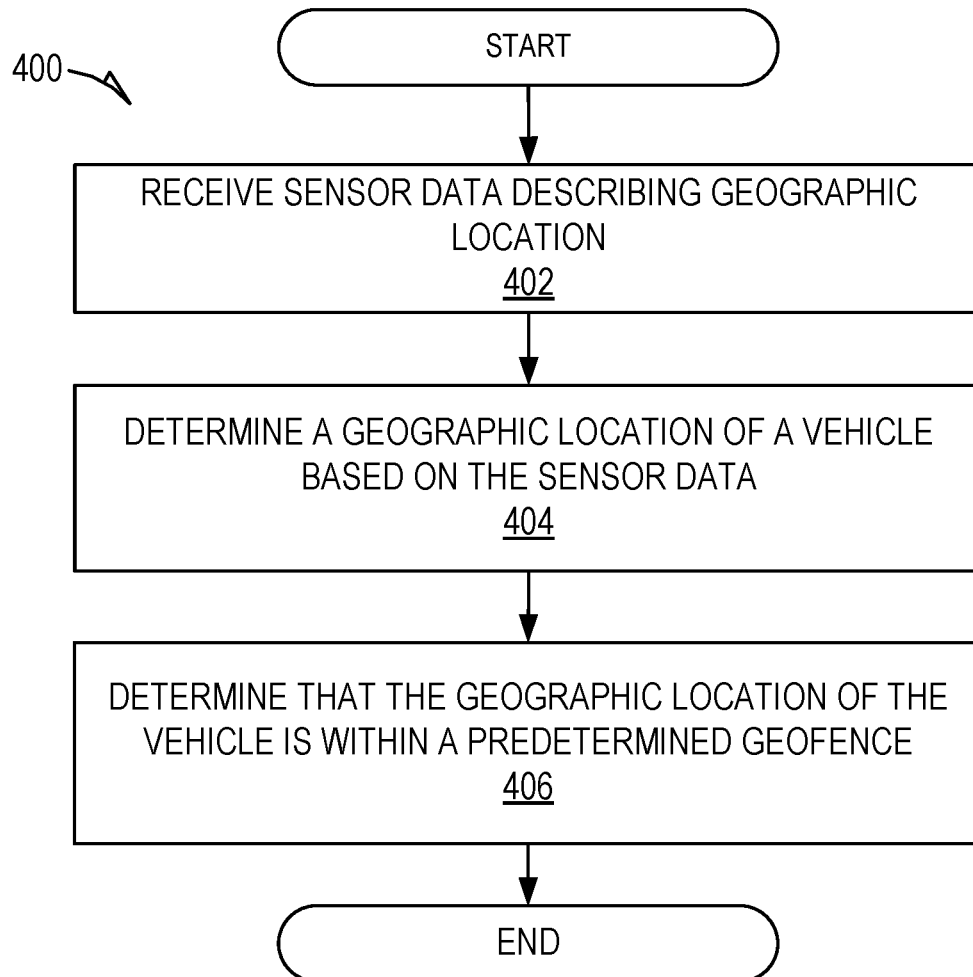 START
400
RECEIVE SENSOR DATA DESCRIBING GEOGRAPHIC
LOCATION
402
DETERMINE A GEOGRAPHIC LOCATION OF A VEHICLE
BASED ON THE SENSOR DATA
404
DETERMINE THAT THE GEOGRAPHIC LOCATION OF THE
VEHICLE IS WITHIN A PREDETERMINED GEOFENCE
406
END